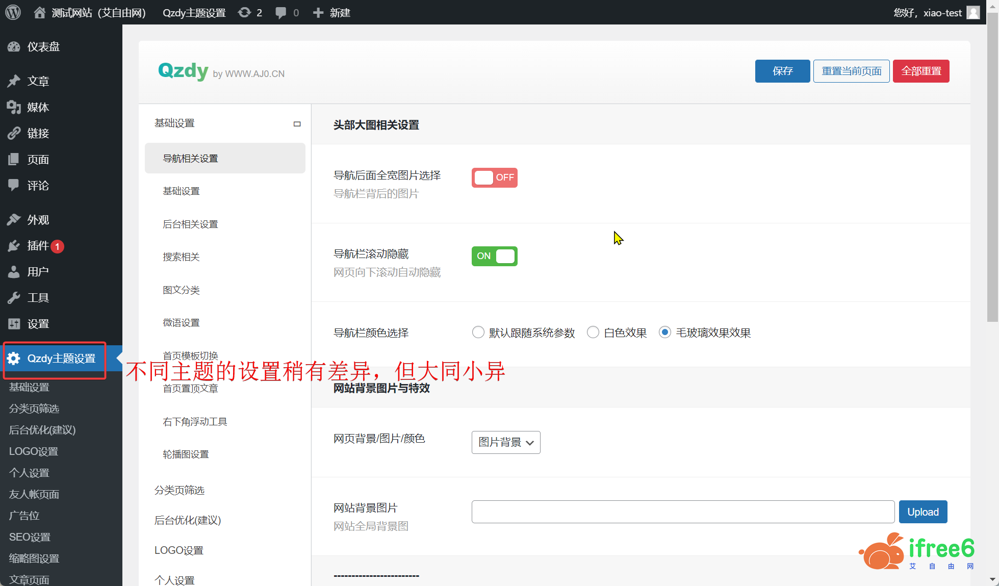 测试网站（艾自由网）
Qzdy主题设置
2
0
新建
您好，xiao-test
仪表盘
文章
媒体
链接
页面
评论
外观
插件 1
用户
工具
设置
Qzdy主题设置
基础设置
分类页筛选
后台优化(建议)
LOGO设置
个人设置
友人帐页面
广告位
SEO设置
缩略图设置
文章页面
Qzdy by WWW.AJ0.CN
保存
重置当前页面
全部重置
基础设置
导航相关设置
基础设置
后台相关设置
搜索相关
图文分类
微语设置
首页模板切换
不同主题的设置稍有差异，但大同小异
首页置顶文章
右下角浮动工具
轮播图设置
分类页筛选
后台优化(建议)
LOGO设置
个人设置
头部大图相关设置
导航后面全宽图片选择
OFF
导航栏背后的图片
导航栏滚动隐藏
ON
网页向下滚动自动隐藏
导航栏颜色选择
默认跟随系统参数
白色效果
毛玻璃效果效果
网站背景图片与特效
网页背景/图片/颜色
图片背景
网站背景图片
Upload
网站全局背景图
------------------------
ifree6
艾自由网